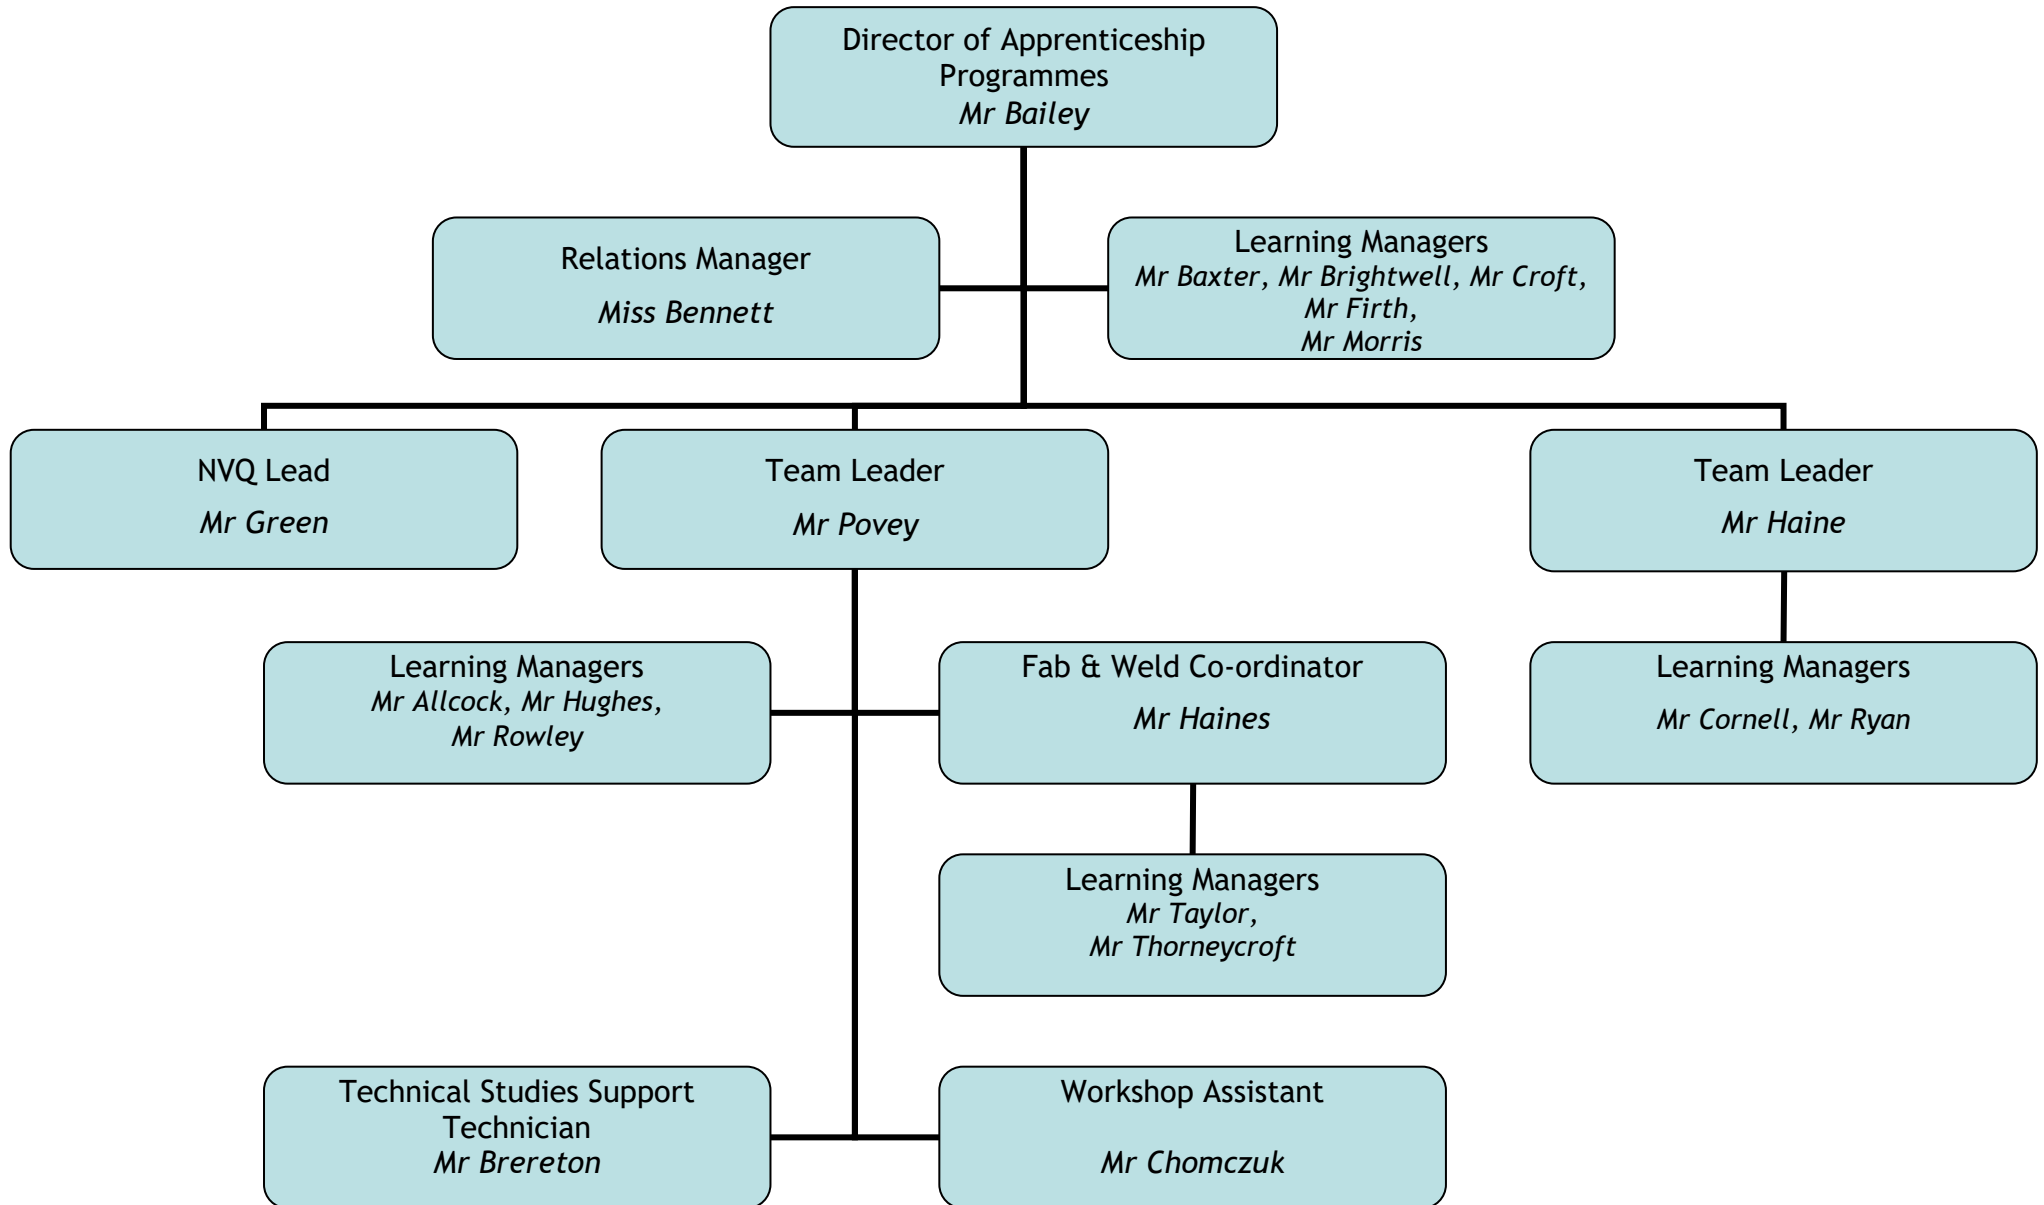 Director of Apprenticeship
Programmes
Mr Bailey
Relations Manager
Miss Bennett
Learning Managers
Mr Baxter, Mr Brightwell, Mr Croft,
Mr Firth,
Mr Morris
NVQ Lead
Mr Green
Team Leader
Mr Povey
Team Leader
Mr Haine
Learning Managers
Mr Allcock, Mr Hughes,
Mr Rowley
Fab & Weld Co-ordinator
Mr Haines
Learning Managers
Mr Cornell, Mr Ryan
Learning Managers
Mr Taylor,
Mr Thorneycroft
Technical Studies Support
Technician
Mr Brereton
Workshop Assistant
Mr Chomczuk